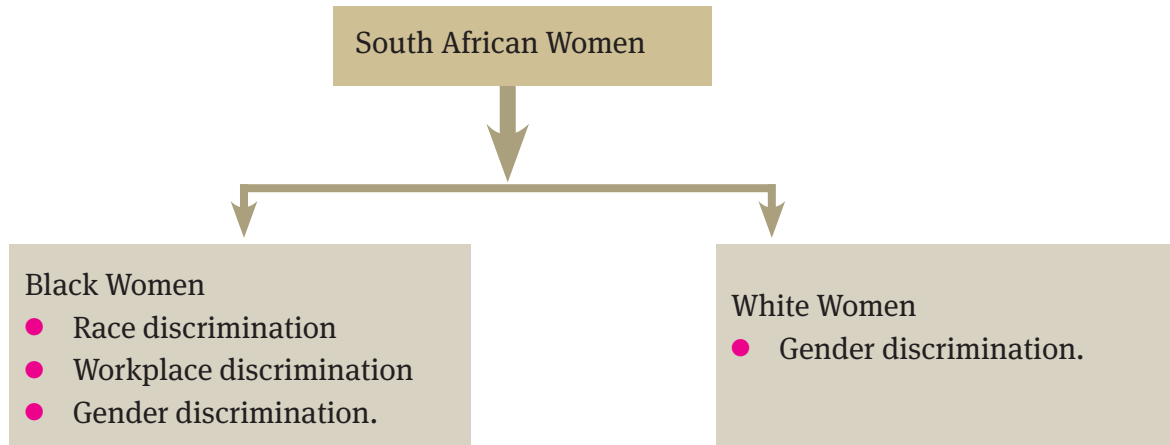 South African Women
Black Women
● Race discrimination
● Workplace discrimination
● Gender discrimination.
White Women
● Gender discrimination.